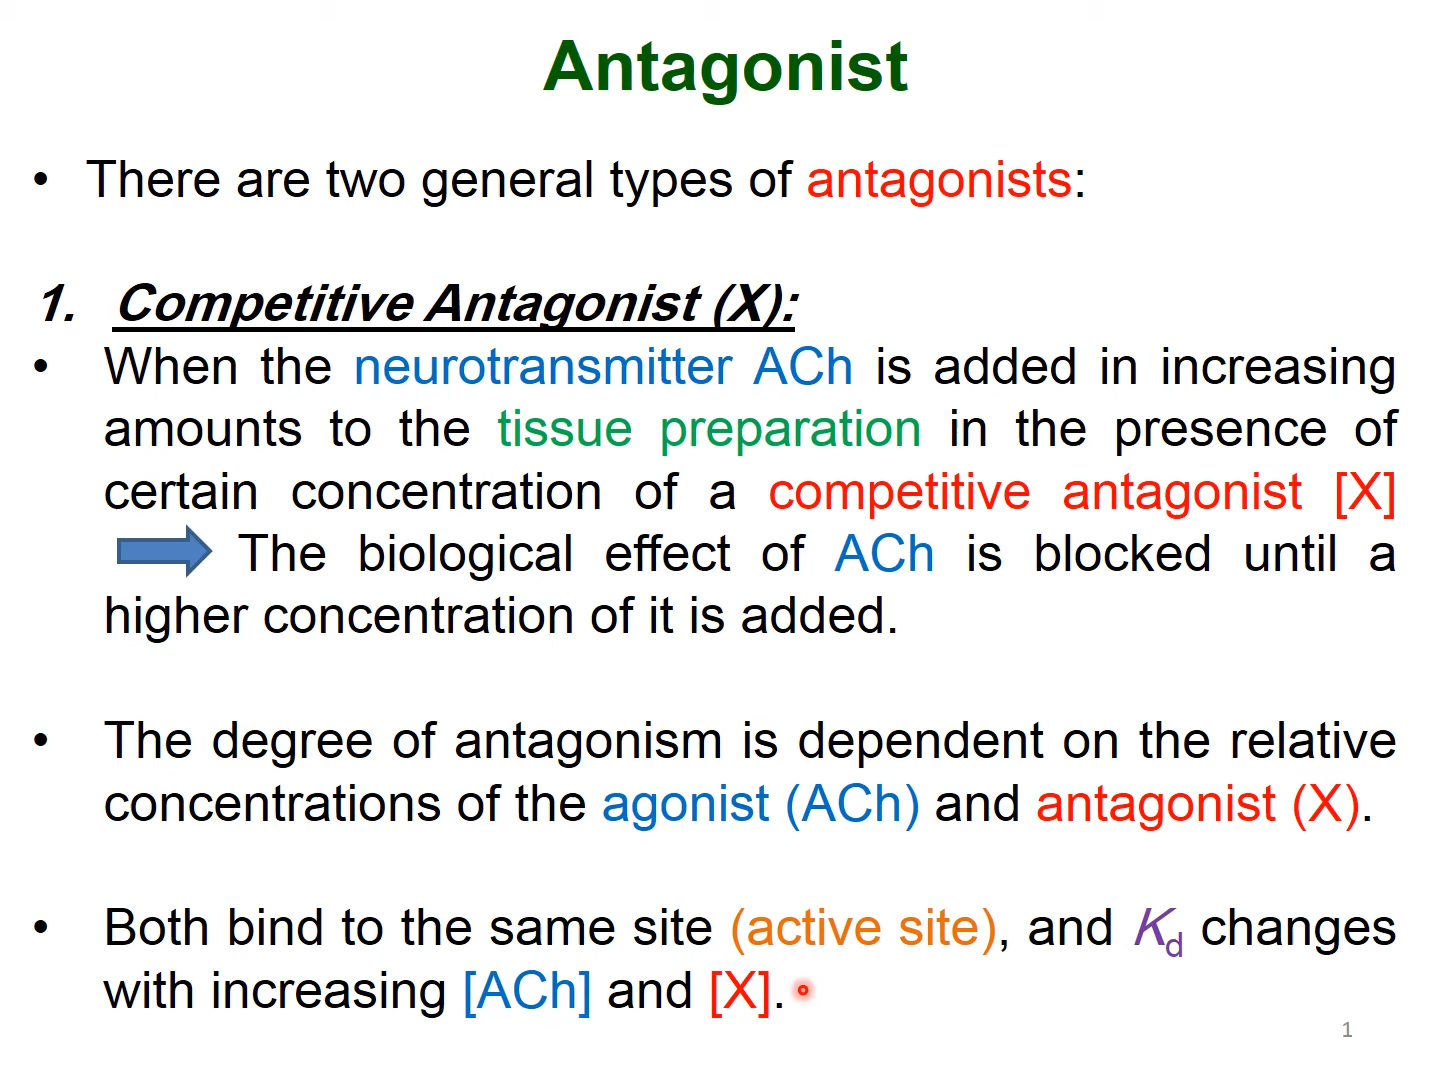 Antagonist
• There are two general types of antagonists:
1. Competitive Antagonist (X):
• When the neurotransmitter ACh is added in increasing
amounts to the tissue preparation in the presence of
certain concentration of a competitive antagonist [X]
The biological effect of ACh is blocked until a
higher concentration of it is added.
• The degree of antagonism is dependent on the relative
concentrations of the agonist (ACh) and antagonist (X).
• Both bind to the same site (active site), and Kd changes
with increasing [ACh] and [X].
1